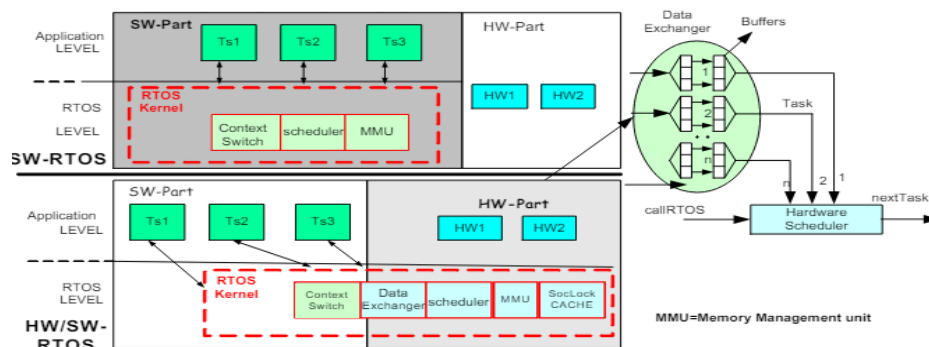 SW-Part
HW-Part
Application
LEVEL
Ts1
Ts2
Ts3
HW1
HW2
RTOS
LEVEL
RTOS
Kernel
Context
Switch
scheduler
MMU
SW-RTOS
Data
Exchanger
Buffers
1
Task
2
n
n
2
1
callRTOS
Hardware
Scheduler
nextTask
SW-Part
HW-Part
Application
LEVEL
Ts1
Ts2
Ts3
HW1
HW2
RTOS
LEVEL
RTOS
Kernel
Context
Switch
Data
Exchanger
scheduler
MMU
SocLock
CACHE
HW/SW-
RTOS
MMU=Memory Management unit